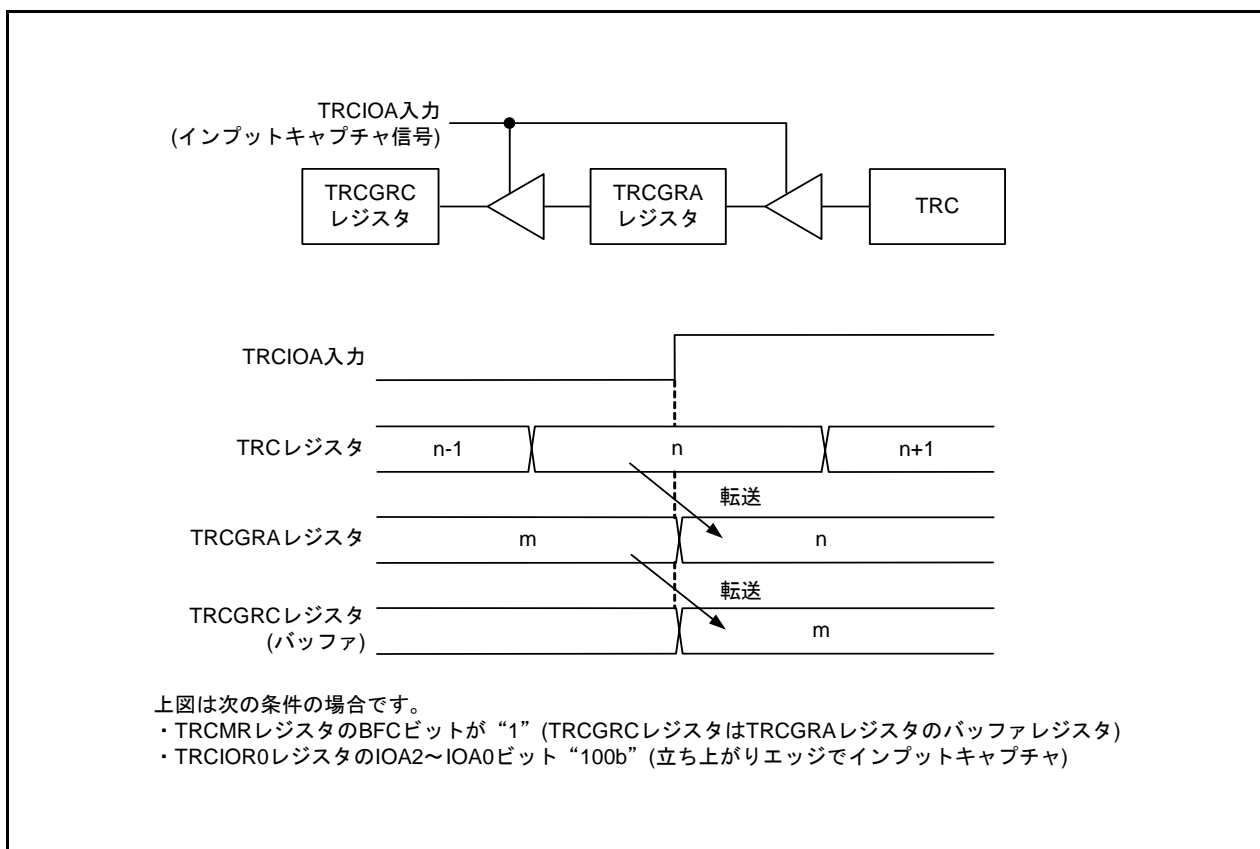 TRCIOA入力
(インプットキャプチャ信号)
TRCGRC
レジスタ
TRCGRA
レジスタ
TRC
TRCIOA入力
TRCレジスタ
n-1
n
n+1
転送
TRCGRAレジスタ
m
n
転送
TRCGRCレジスタ
(バッファ)
m
上図は次の条件の場合です。
・TRCMRレジスタのBFCビットが“1”(TRCGRCレジスタはTRCGRAレジスタのバッファレジスタ)
・TRCIOR0レジスタのIOA2～IOA0ビット“100b”(立ち上がりエッジでインプットキャプチャ)